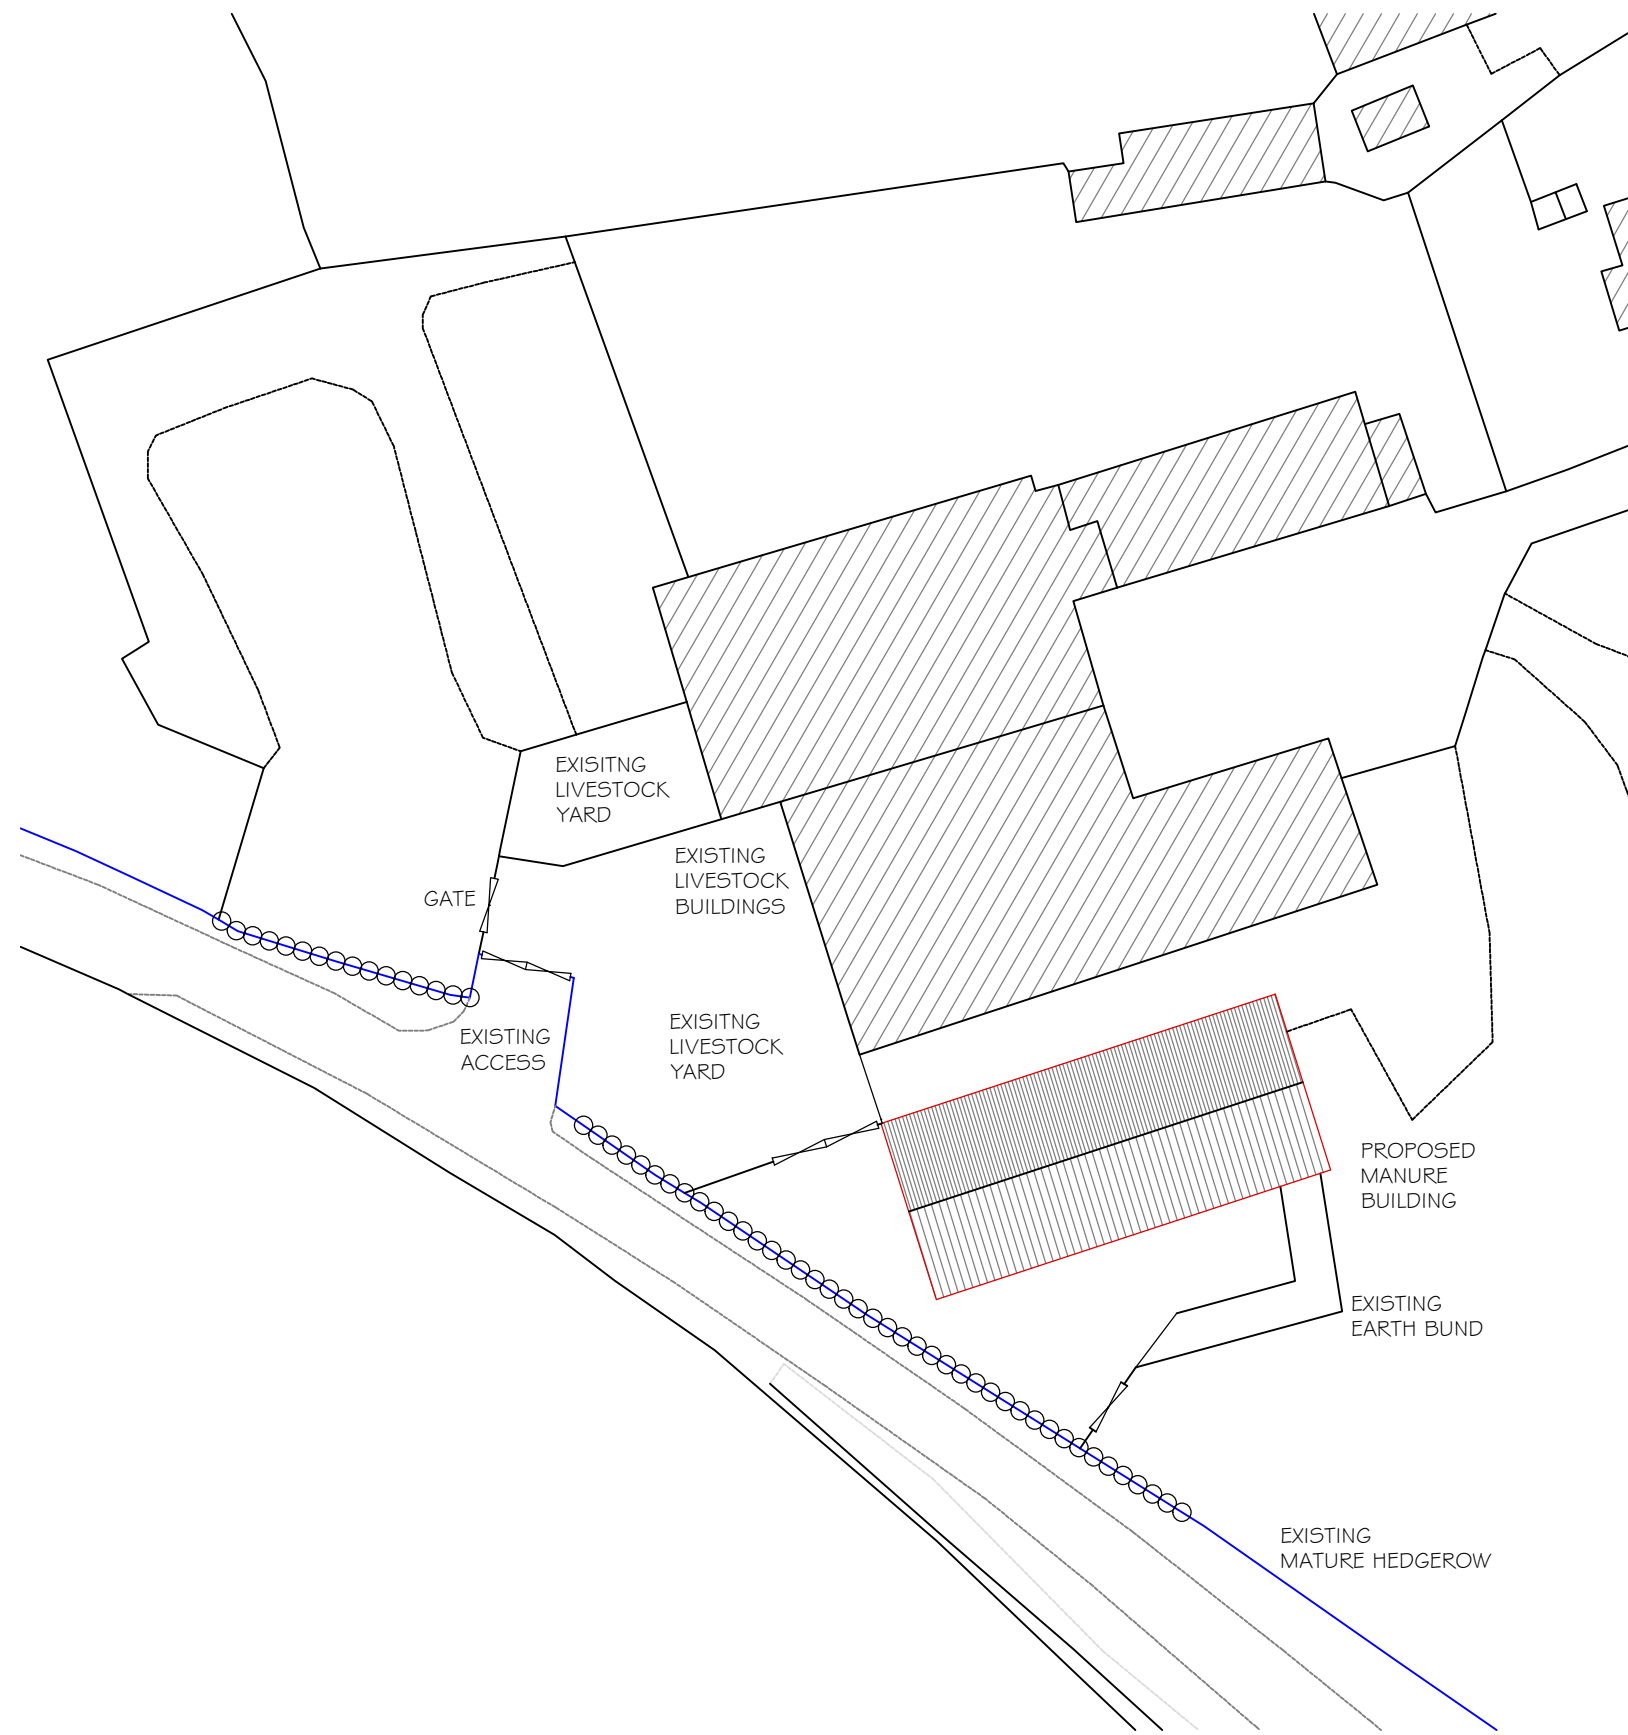 EXISITNG
LIVESTOCK
YARD
EXISTING
LIVESTOCK
BUILDINGS
GATE
EXISTING
ACCESS
EXISITNG
LIVESTOCK
YARD
PROPOSED
MANURE
BUILDING
EXISTING
EARTH BUND
EXISTING
MATURE HEDGEROW